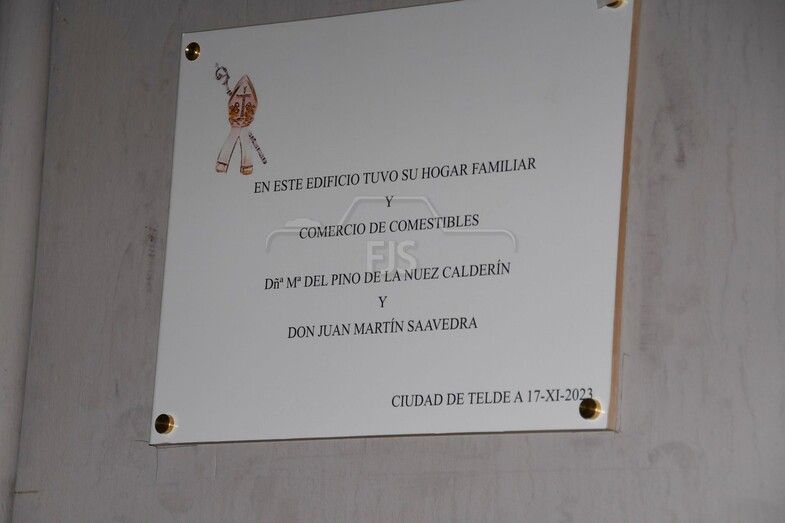 EN ESTE EDIFICIO TUVO SU HOGAR FAMILIAR
Y
COMERCIO DE COMESTIBLES
FJS
Dñª Mª DEL PINO DE LA NUEZ CALDERÍN
Y
DON JUAN MARTÍN SAAVEDRA
CIUDAD DE TELDE A 17-XI-2023